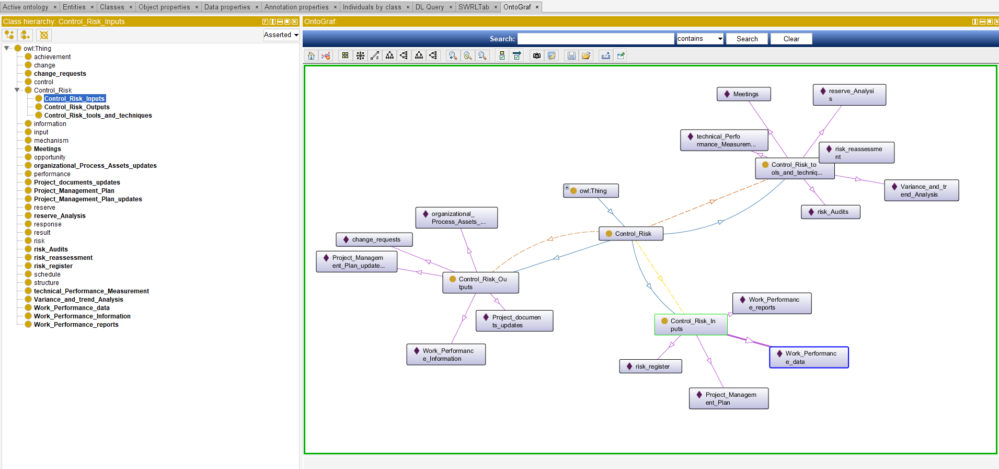 Active ontology × Entities × Classes × Object properties × Data properties × Annotation properties × Individuals by class × DL Query × SWRLTab × OntoGraf ×
Class hierarchy: Control_Risk_Inputs
Asserted
owl:Thing
achievement
change
change_requests
control
Control_Risk
Control_Risk_Inputs
Control_Risk_Outputs
Control_Risk_tools_and_techniques
information
input
mechanism
Meetings
opportunity
organizational_Process_Assets_updates
performance
Project_documents_updates
Project_Management_Plan
Project_Management_Plan_updates
reserve
reserve_Analysis
response
result
risk
risk_Audits
risk_reassessment
risk_register
schedule
structure
technical_Performance_Measurement
Variance_and_trend_Analysis
Work_Performance_data
Work_Performance_Information
Work_Performance_reports
OntoGraf:
Search: contains Search Clear
Meetings
reserve_Analysi
s
technical_Perfo
rmance_Measurem...
risk_reassessme
nt
Control_Risk_to
ols_and_techniq...
Variance_and_tr
end_Analysis
risk_Audits
owl:Thing
Control_Risk
organizational_
Process_Assets_...
change_requests
Project_Managem
ent_Plan_update...
Control_Risk_Ou
tputs
Project_documen
ts_updates
Work_Performanc
e_Information
Work_Performanc
e_reports
Control_Risk_In
puts
Work_Performanc
e_data
risk_register
Project_Managem
ent_Plan